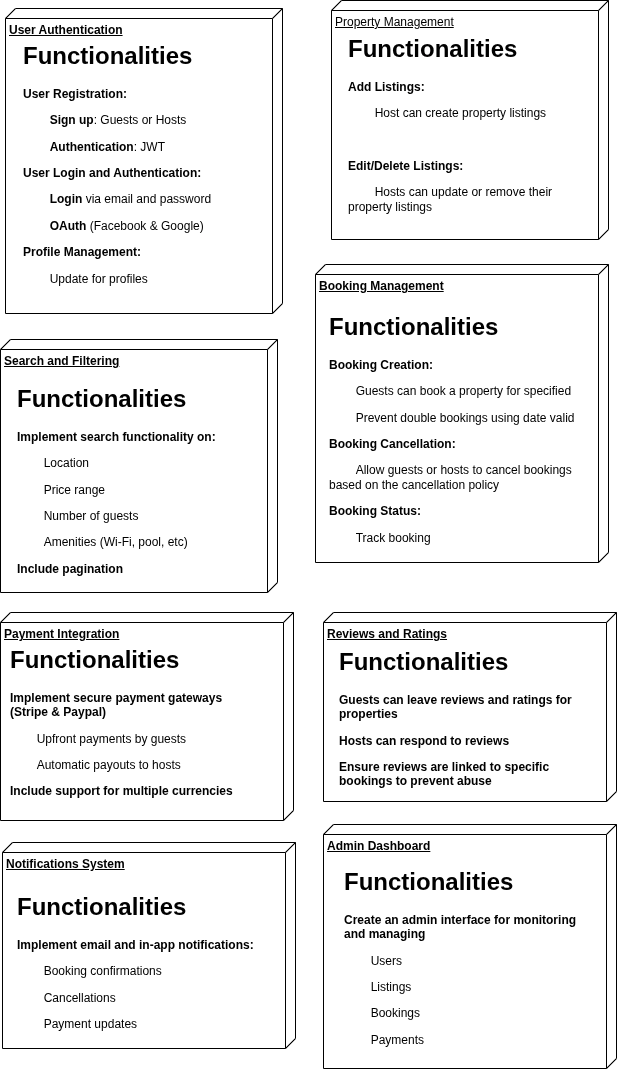 User Authentication
Functionalities
User Registration:
Sign up: Guests or Hosts
Authentication: JWT
User Login and Authentication:
Login via email and password
OAuth (Facebook & Google)
Profile Management:
Update for profiles
Property Management
Functionalities
Add Listings:
Host can create property listings
Edit/Delete Listings:
Hosts can update or remove their
property listings
Search and Filtering
Functionalities
Implement search functionality on:
Location
Price range
Number of guests
Amenities (Wi-Fi, pool, etc)
Include pagination
Booking Management
Functionalities
Booking Creation:
Guests can book a property for specified
Prevent double bookings using date valid
Booking Cancellation:
Allow guests or hosts to cancel bookings
based on the cancellation policy
Booking Status:
Track booking
Payment Integration
Functionalities
Implement secure payment gateways
(Stripe & Paypal)
Upfront payments by guests
Automatic payouts to hosts
Include support for multiple currencies
Reviews and Ratings
Functionalities
Guests can leave reviews and ratings for
properties
Hosts can respond to reviews
Ensure reviews are linked to specific
bookings to prevent abuse
Notifications System
Functionalities
Implement email and in-app notifications:
Booking confirmations
Cancellations
Payment updates
Admin Dashboard
Functionalities
Create an admin interface for monitoring
and managing
Users
Listings
Bookings
Payments